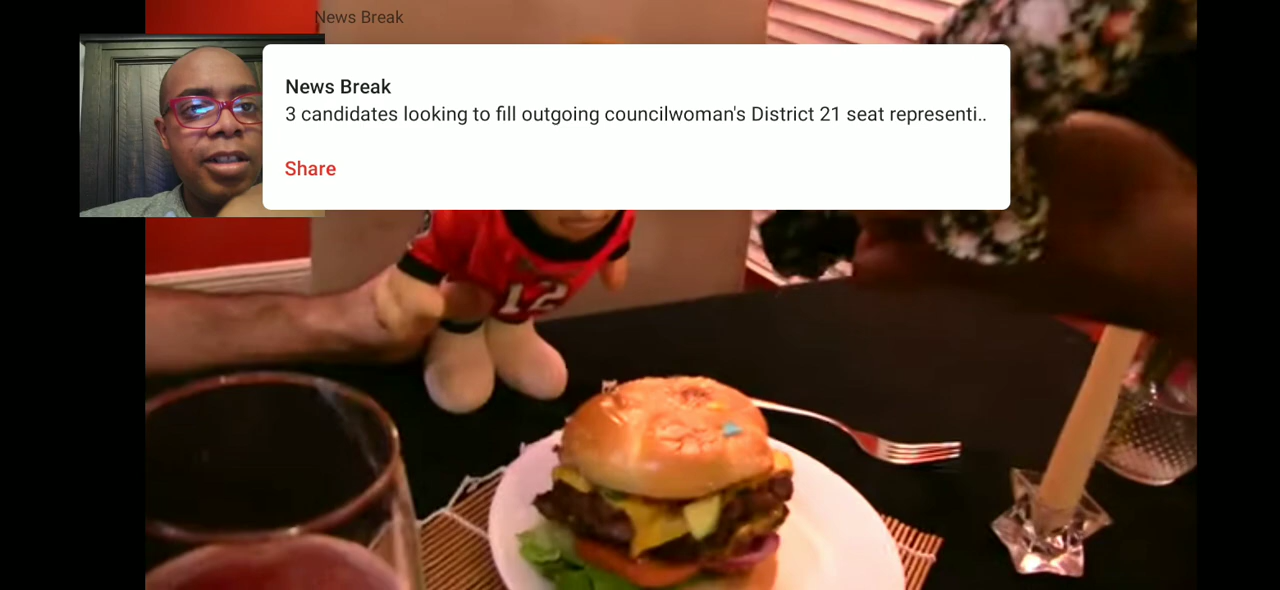 News Break
News Break
3 candidates looking to fill outgoing councilwoman's District 21 seat representi..
Share
12